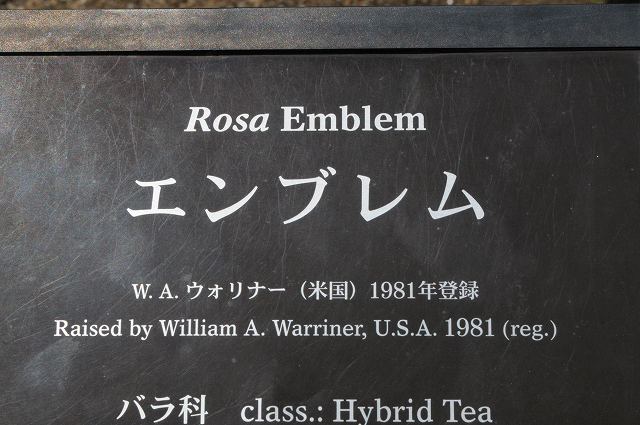 Rosa Emblem
エンブレム
W. A. ウォリナー（米国）1981年登録
Raised by William A. Warriner, U.S.A. 1981 (reg.)
バラ科　class.: Hybrid Tea